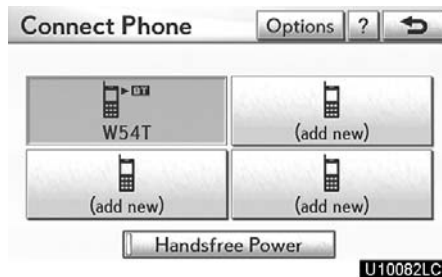 Connect Phone Options ?
BT
W54T (add new)
(add new) (add new)
Handsfree Power
U10082LC